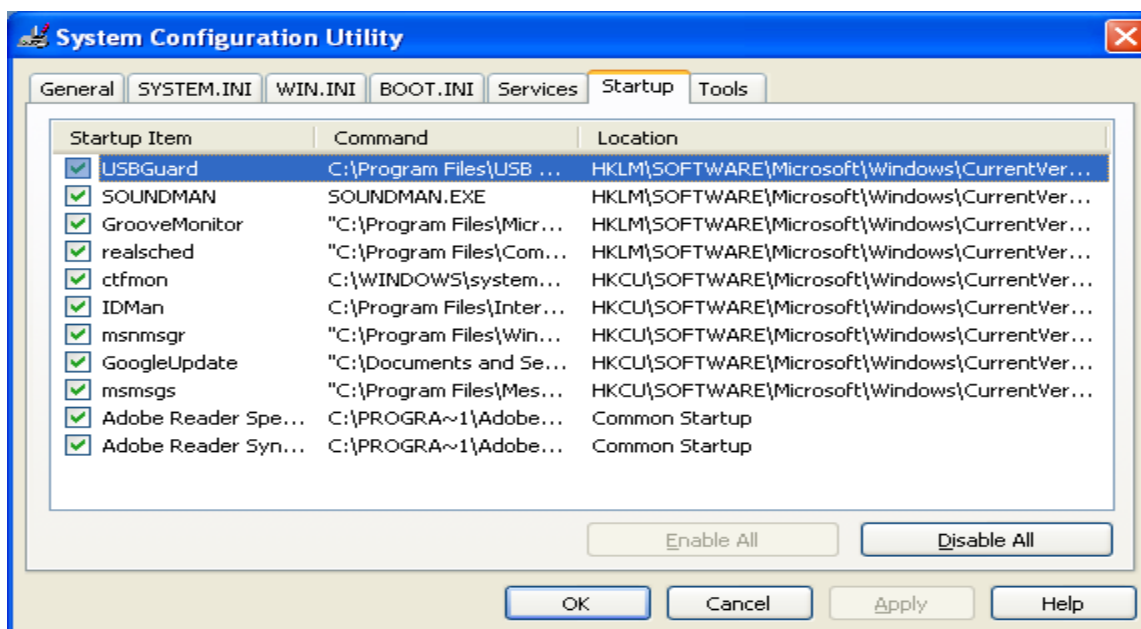 System Configuration Utility
General SYSTEM.INI WIN.INI BOOT.INI Services Startup Tools
Startup Item Command Location
USBGuard C:\Program Files\USB ... HKLM\SOFTWARE\Microsoft\Windows\CurrentVer...
SOUNDMAN SOUNDMAN.EXE HKLM\SOFTWARE\Microsoft\Windows\CurrentVer...
GrooveMonitor "C:\Program Files\Micr... HKLM\SOFTWARE\Microsoft\Windows\CurrentVer...
realsched "C:\Program Files\Com... HKLM\SOFTWARE\Microsoft\Windows\CurrentVer...
ctfmon C:\WINDOWS\system... HKCU\SOFTWARE\Microsoft\Windows\CurrentVer...
IDMan C:\Program Files\Inter... HKCU\SOFTWARE\Microsoft\Windows\CurrentVer...
msnmsgr "C:\Program Files\Win... HKCU\SOFTWARE\Microsoft\Windows\CurrentVer...
GoogleUpdate "C:\Documents and Se... HKCU\SOFTWARE\Microsoft\Windows\CurrentVer...
msmsgs "C:\Program Files\Mes... HKCU\SOFTWARE\Microsoft\Windows\CurrentVer...
Adobe Reader Spe... C:\PROGRA~1\Adobe... Common Startup
Adobe Reader Syn... C:\PROGRA~1\Adobe... Common Startup
Enable All Disable All
OK Cancel Apply Help